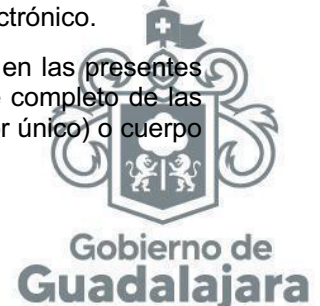 ctrónico.
en las presentes
completo de las
r único) o cuerpo
Gobierno de
Guadalajara